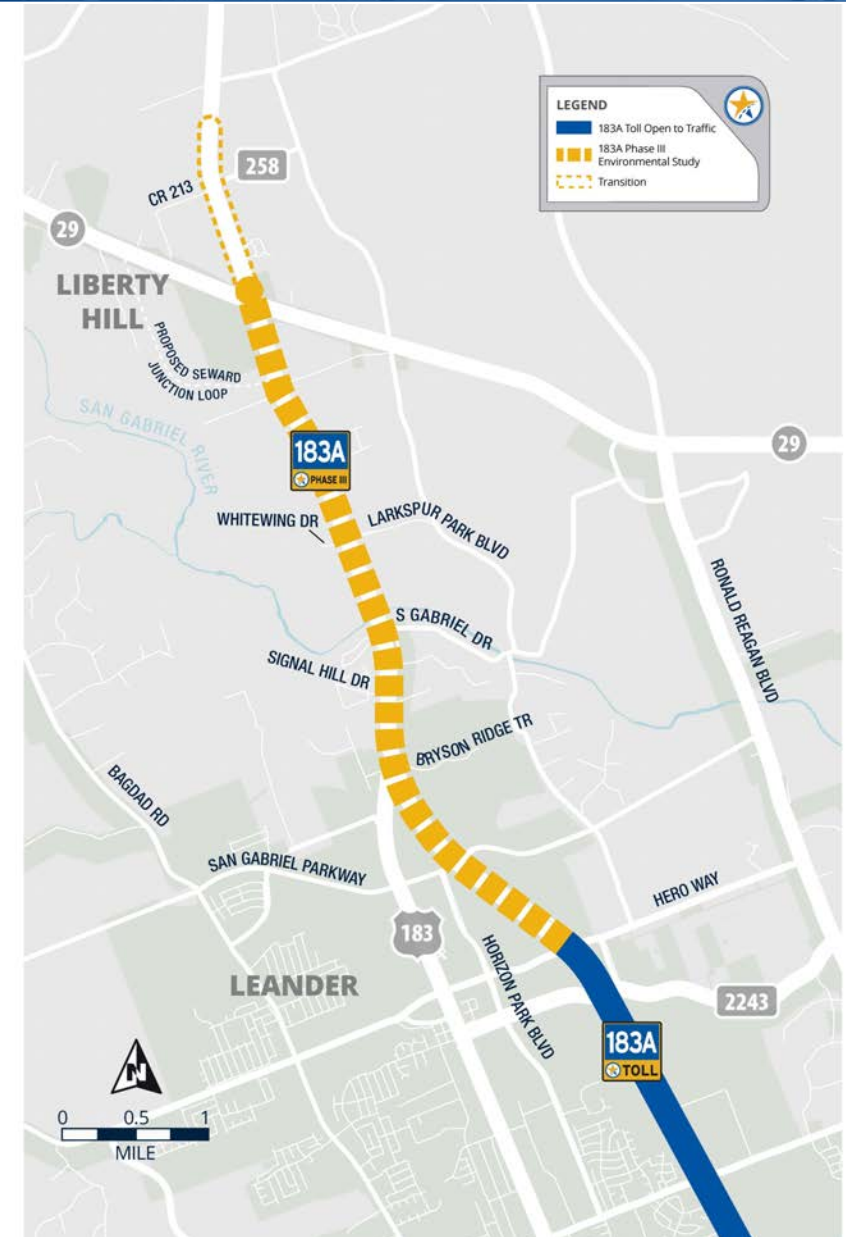 LEGEND
183A Toll Open to Traffic
183A Phase III
Environmental Study
Transition
258
CR 213
29
LIBERTY
HILL
PROPOSED SEWARD
JUNCTION LOOP
SAN GABRIEL RIVER
29
183A
PHASE III
WHITEWING DR
LARKSPUR PARK BLVD
S GABRIEL DR
RONALD REAGAN BLVD
SIGNAL HILL DR
BRYSON RIDGE TR
BAGDAD RD
SAN GABRIEL PARKWAY
HERO WAY
183
HORIZON PARK BLVD
LEANDER
2243
183A
TOLL
N
0 0.5 1
MILE